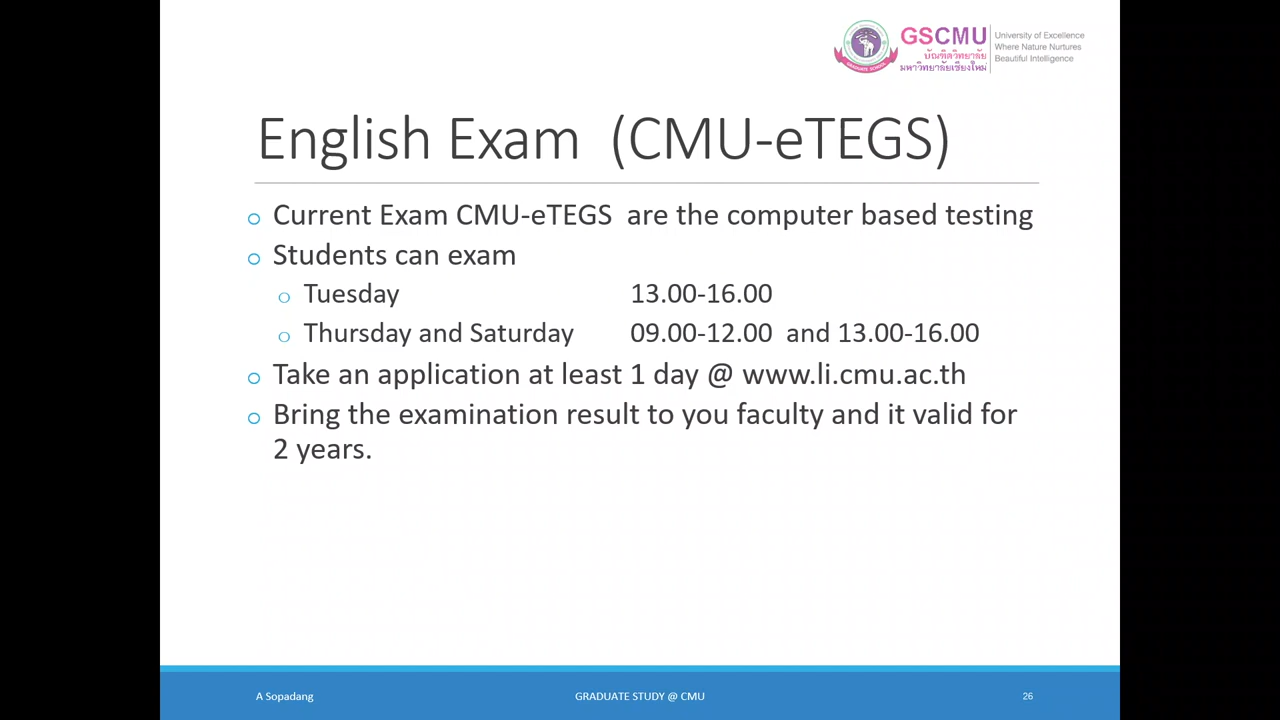 GSCMU
บัณฑิตวิทยาลัย
มหาวิทยาลัยเชียงใหม่
University of Excellence
Where Nature Nurtures
Beautiful Intelligence
English Exam (CMU-eTEGS)
Current Exam CMU-eTEGS are the computer based testing
Students can exam
Tuesday 13.00-16.00
Thursday and Saturday 09.00-12.00 and 13.00-16.00
Take an application at least 1 day @ www.li.cmu.ac.th
Bring the examination result to you faculty and it valid for
2 years.
A Sopadang GRADUATE STUDY @ CMU 26